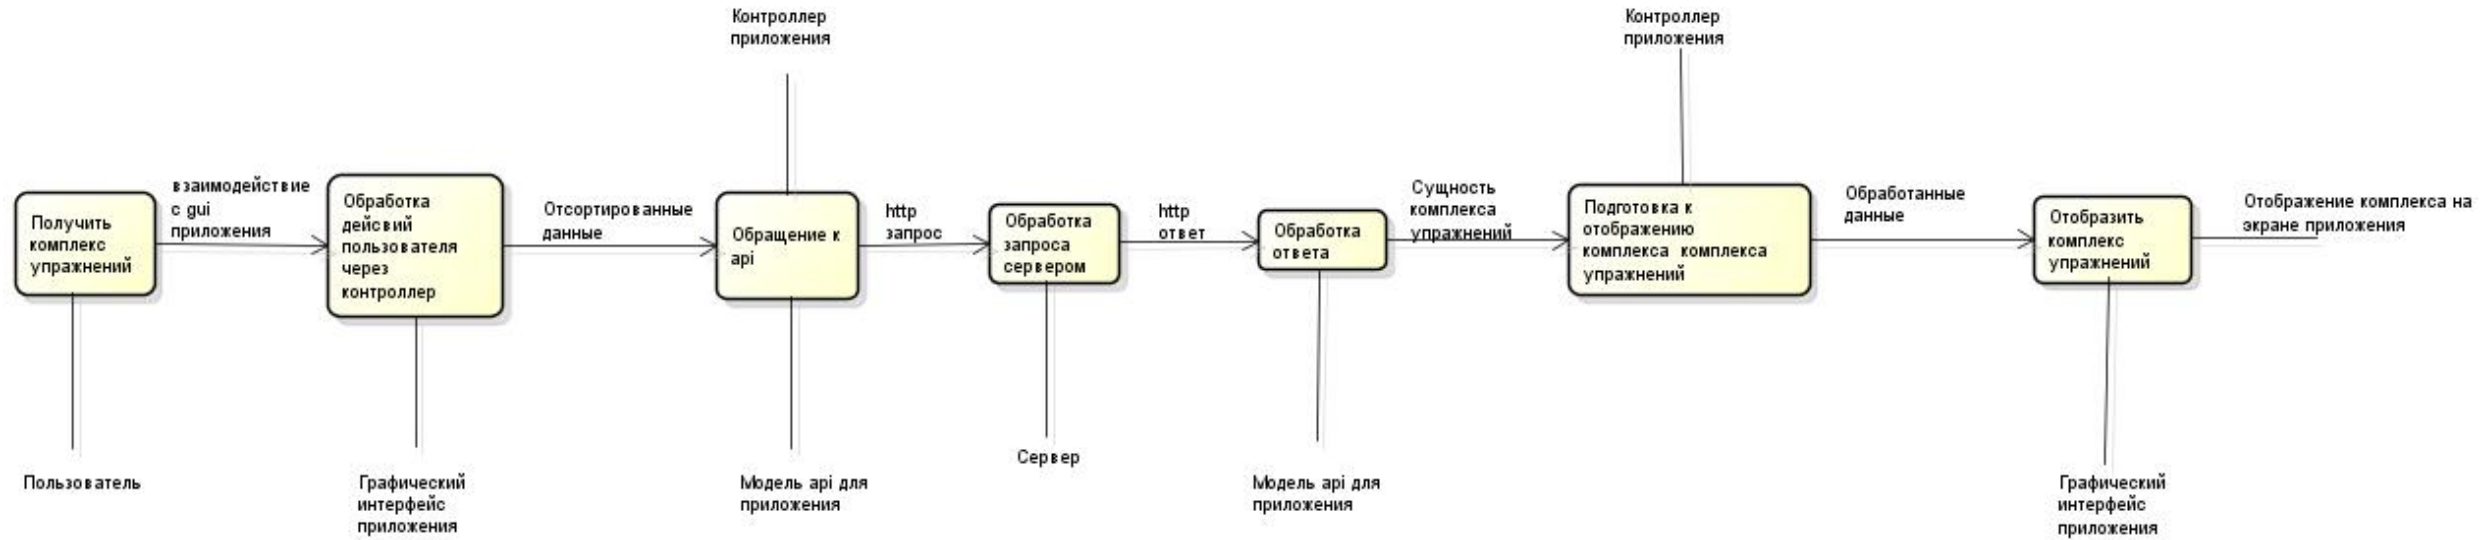 Контроллер
приложения
Контроллер
приложения
Получить
комплекс
упражнений
взаимодействие
с gui
приложения
Обработка
дейсвий
пользователя
через
контроллер
Отсортированные
данные
Обращение к
api
http
запрос
Обработка
запроса
сервером
http
ответ
Обработка
ответа
Сущность
комплекса
упражнений
Подготовка к
отображению
комплекса комплекса
упражнений
Обработанные
данные
Отобразить
комплекс
упражнений
Отображение комплекса на
экране приложения
Пользователь
Графический
интерфейс
приложения
Модель api для
приложения
Сервер
Модель api для
приложения
Графический
интерфейс
приложения